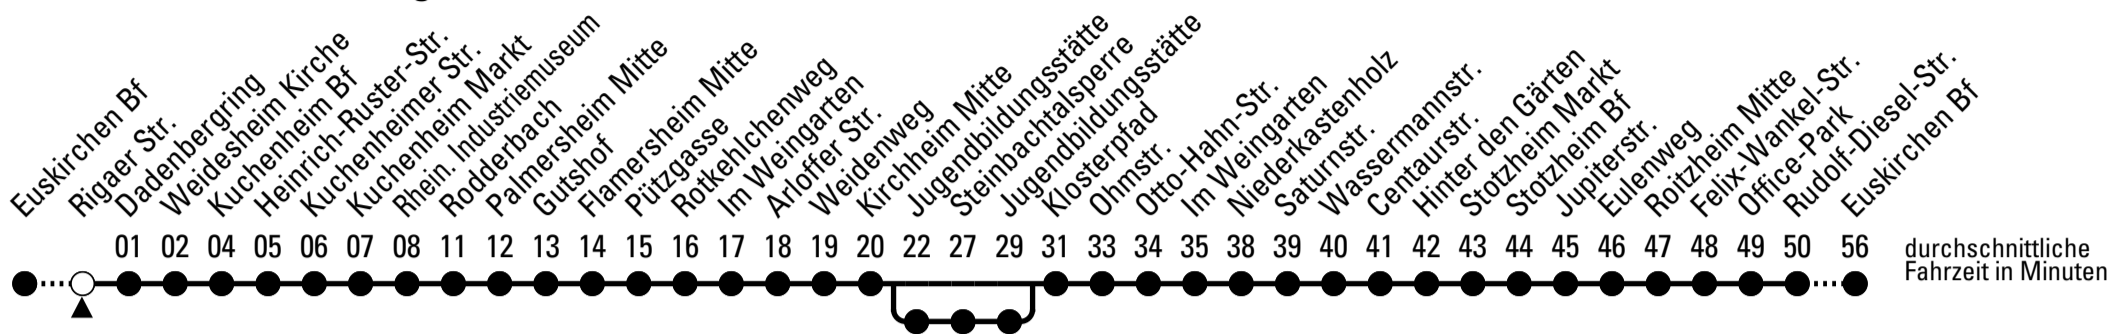 Euskirchen Bf
Rigaer Str.
Dadenbergring
Weidesheim Kirche
Kuchenheim Bf
Heinrich-Ruster-Str.
Kuchenheimer Str.
Kuchenheim Markt
Rhein. Industriemuseum
Rodderbach
Palmersheim Mitte
Gutshof
Flamersheim Mitte
Pützgasse
Rotkehlchenweg
Im Weingarten
Arloffer Str.
Weidenweg
Kirchheim Mitte
Jugendbildungsstätte
Steinbachtalsperre
Jugendbildungsstätte
Klosterpfad
Ohmstr.
Otto-Hahn-Str.
Im Weingarten
Niederkastenholz
Saturnstr.
Wassermannstr.
Centaurstr.
Hinter den Gärten
Stotzheim Markt
Stotzheim Bf
Jupiterstr.
Eulenweg
Roitzheim Mitte
Felix-Wankel-Str.
Office-Park
Rudolf-Diesel-Str.
Euskirchen Bf
01 02 04 05 06 07 08 11 12 13 14 15 16 17 18 19 20 22 27 29 31 33 34 35 38 39 40 41 42 43 44 45 46 47 48 49 50 56
durchschnittliche
Fahrzeit in Minuten